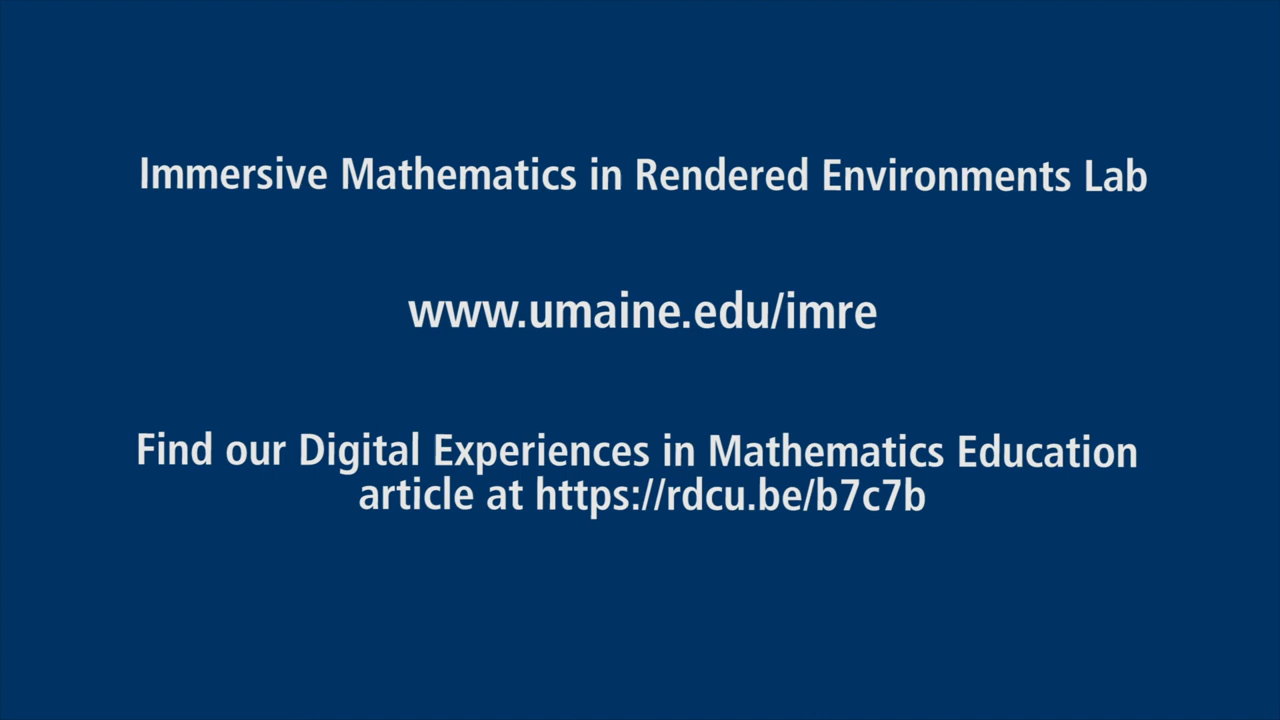 Immersive Mathematics in Rendered Environments Lab
www.umaine.edu/imre
Find our Digital Experiences in Mathematics Education
article at https://rdcu.be/b7c7b